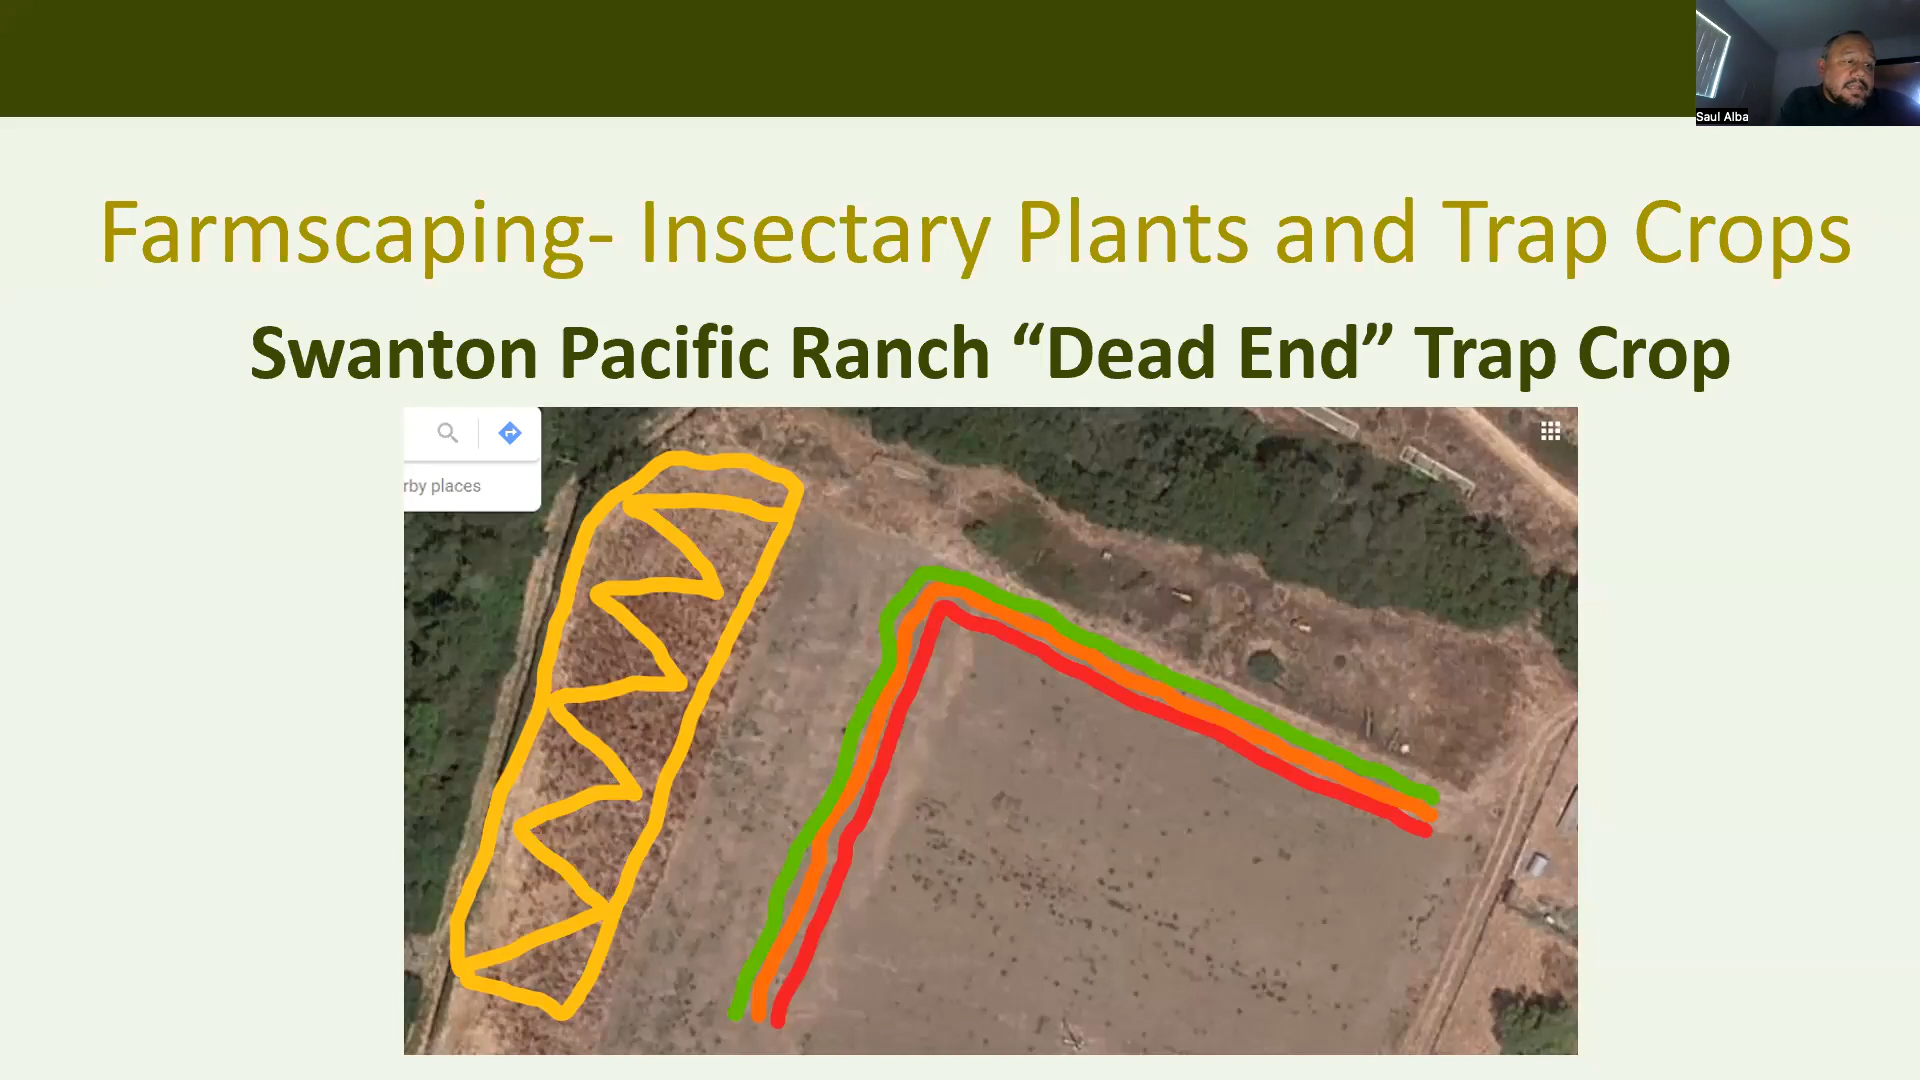 Saul Alba
Farmscaping- Insectary Plants and Trap Crops
Swanton Pacific Ranch “Dead End” Trap Crop
rby places